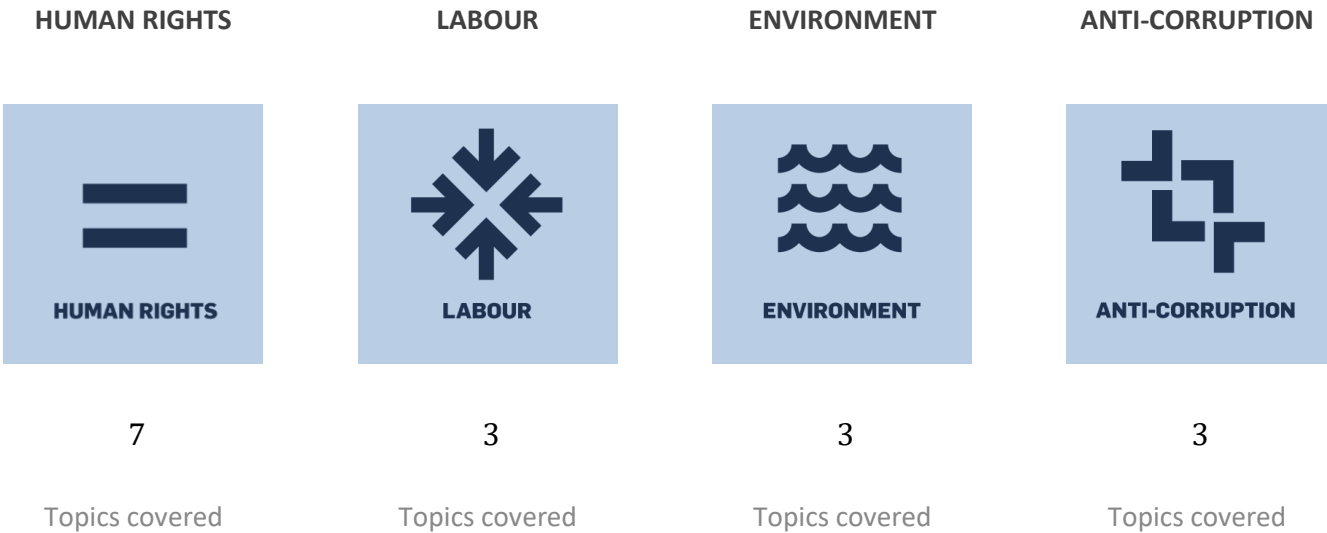 HUMAN RIGHTS
LABOUR
ENVIRONMENT
ANTI-CORRUPTION
HUMAN RIGHTS
LABOUR
ENVIRONMENT
ANTI-CORRUPTION
7
3
3
3
Topics covered
Topics covered
Topics covered
Topics covered